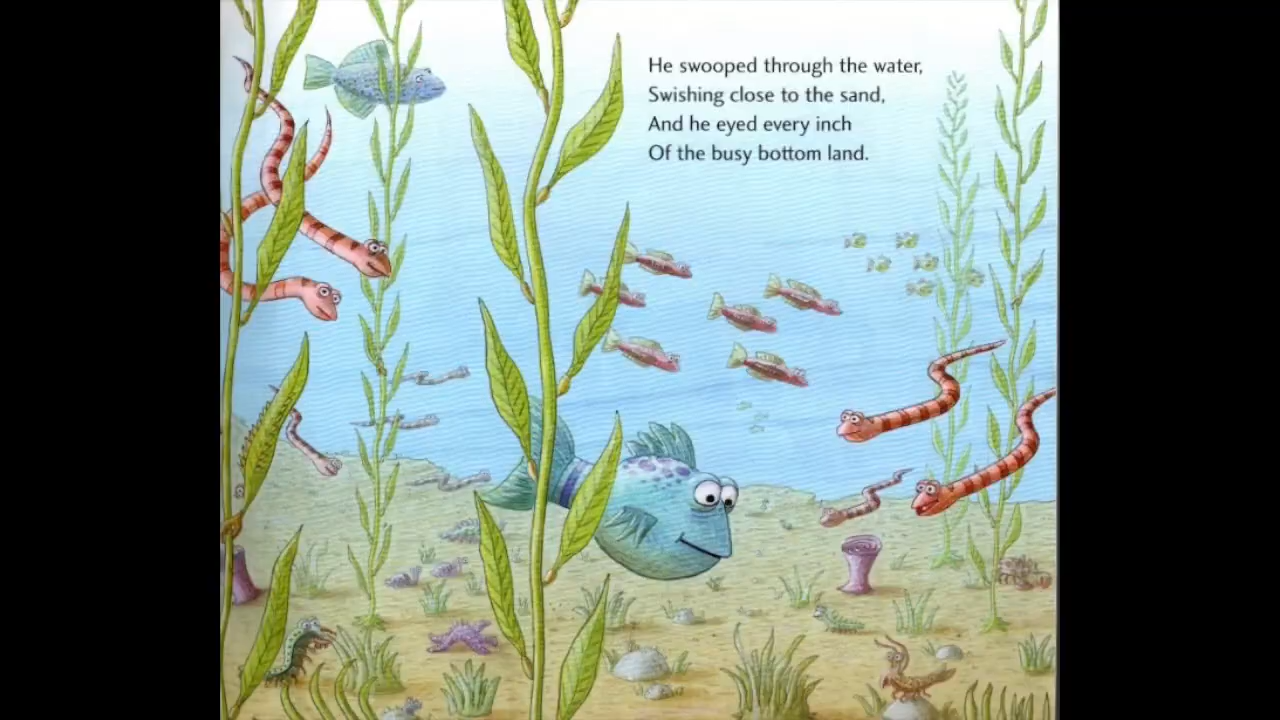 He swooped through the water,
Swishing close to the sand,
And he eyed every inch
Of the busy bottom land.